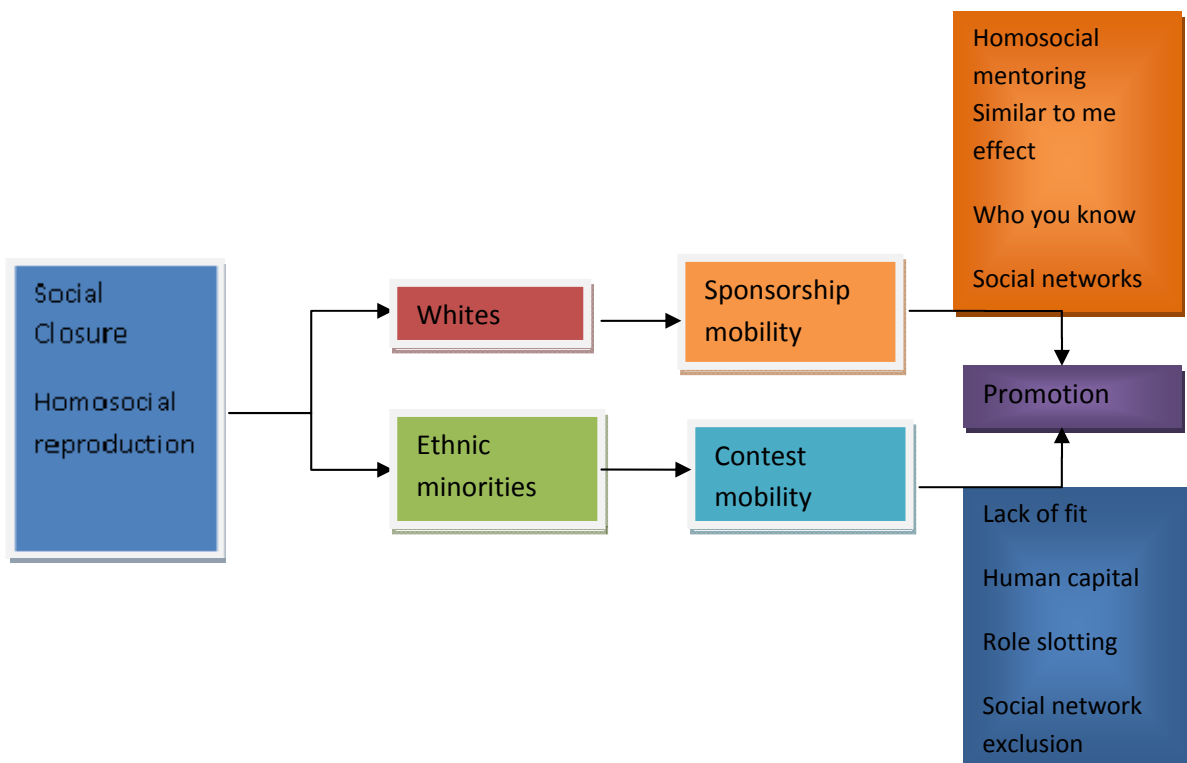 Social
Closure
Homosocial
reproduction
Whites
Ethnic
minorities
Sponsorship
mobility
Contest
mobility
Homosocial
mentoring
Similar to me
effect
Who you know
Social networks
Promotion
Lack of fit
Human capital
Role slotting
Social network
exclusion